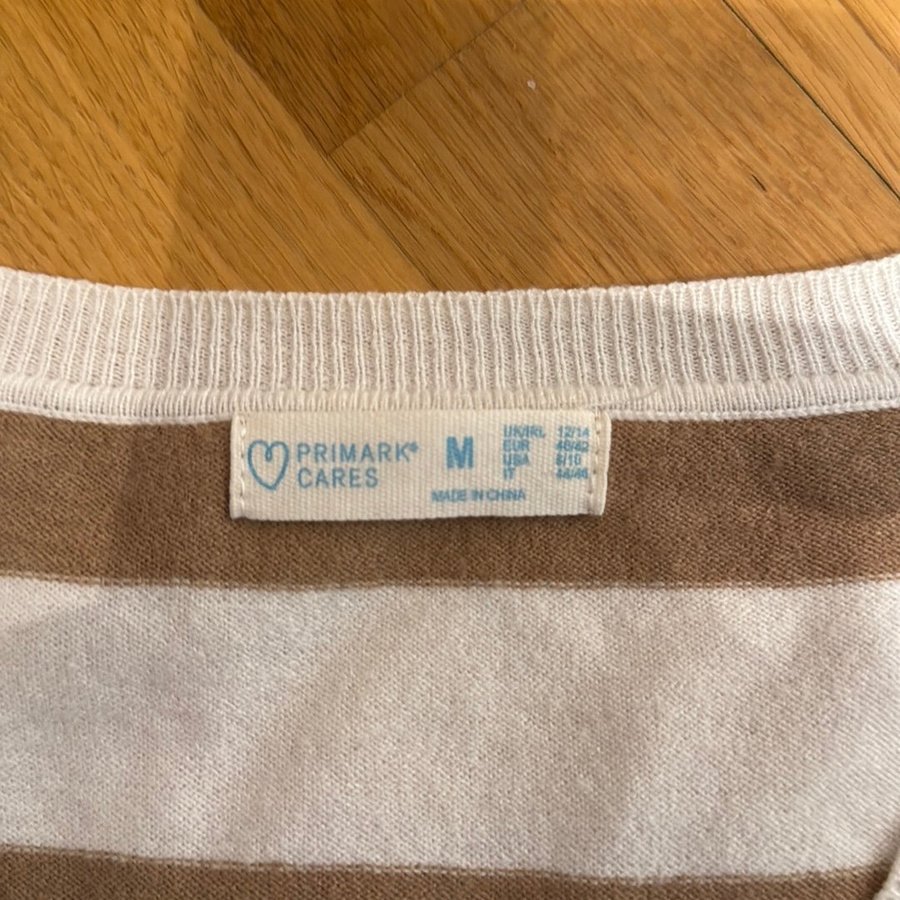 PRIMARK®
CARES
M
UK/IRL 12/14
EUR 40/42
USA 8/10
IT 44/46
MADE IN CHINA